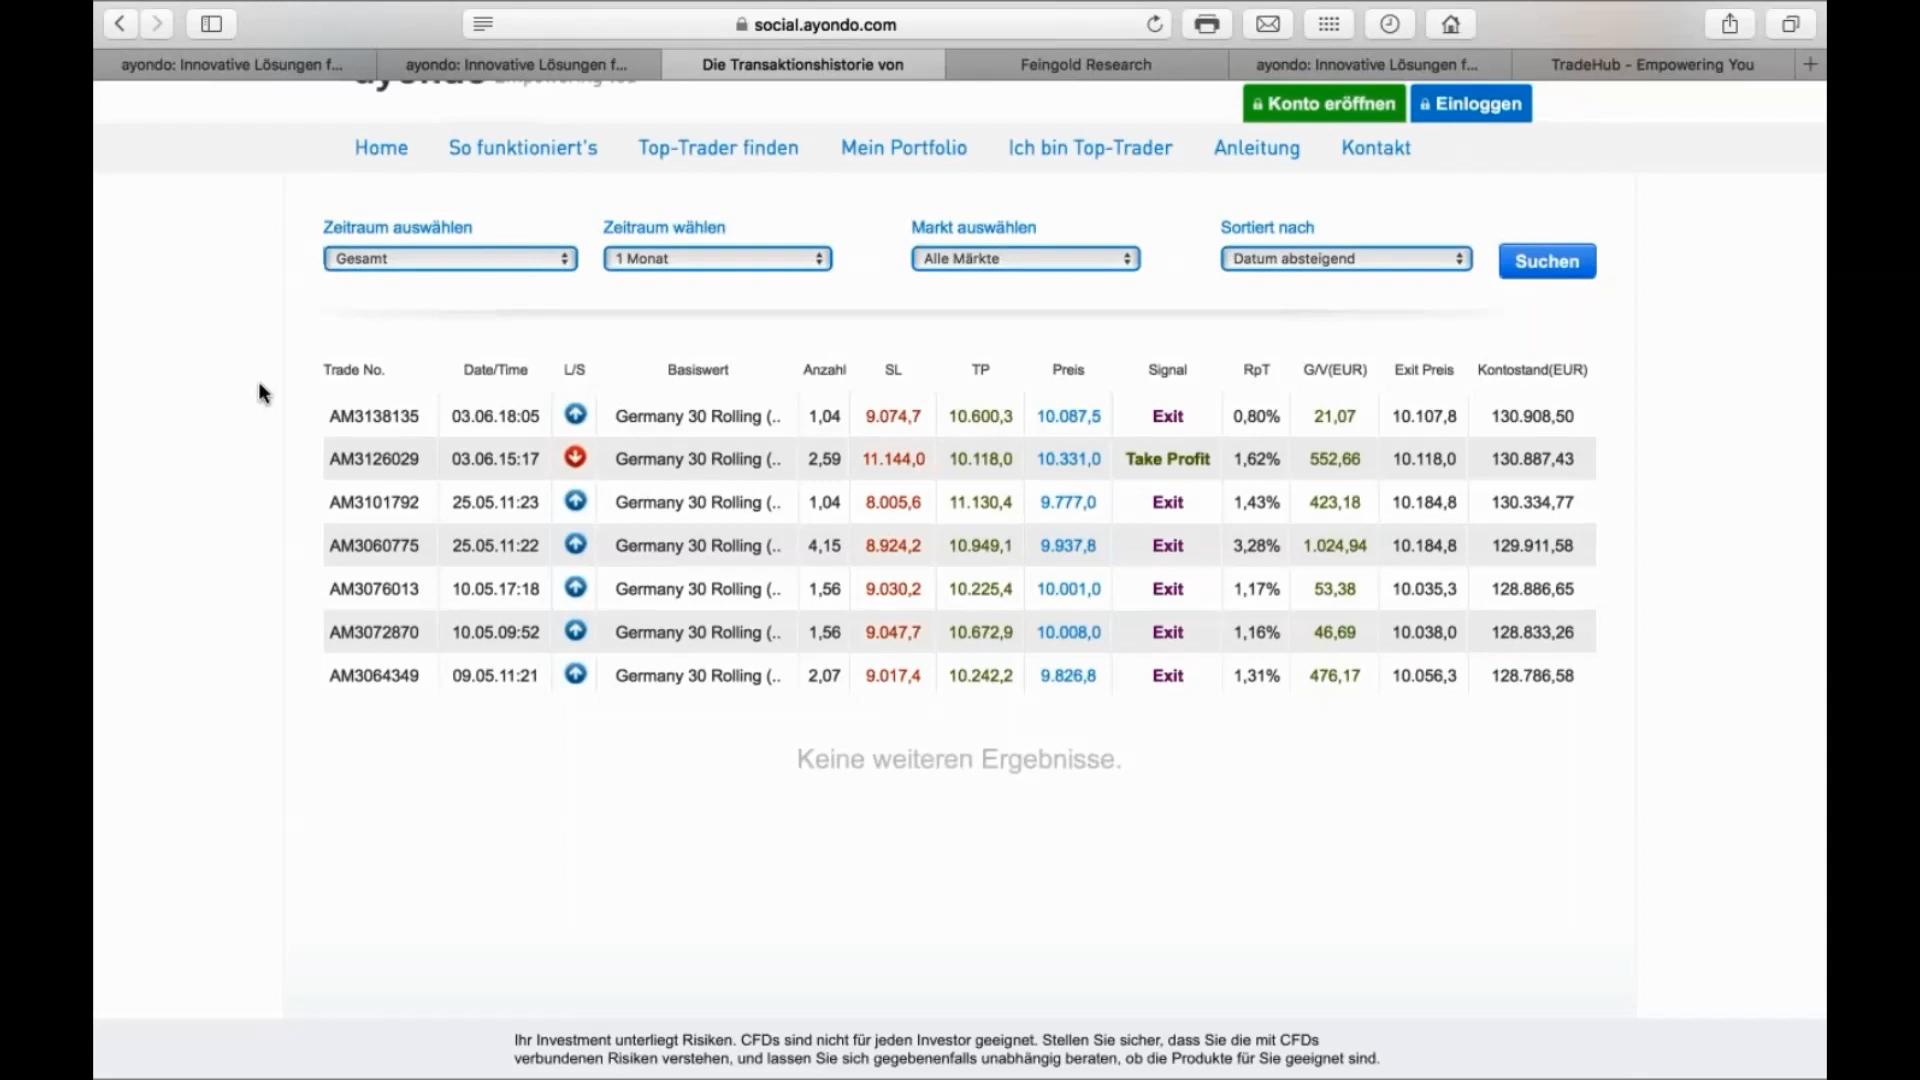 social.ayondo.com
ayondo: Innovative Lösungen f... ayondo: Innovative Lösungen f... Die Transaktionshistorie von Feingold Research ayondo: Innovative Lösungen f... TradeHub - Empowering You
Konto eröffnen Einloggen
Home So funktioniert's Top-Trader finden Mein Portfolio Ich bin Top-Trader Anleitung Kontakt
Zeitraum auswählen Zeitraum wählen Markt auswählen Sortiert nach
Gesamt 1 Monat Alle Märkte Datum absteigend Suchen
Trade No. Date/Time L/S Basiswert Anzahl SL TP Preis Signal RpT G/V(EUR) Exit Preis Kontostand(EUR)
AM3138135 03.06.18:05 Germany 30 Rolling (.. 1,04 9.074,7 10.600,3 10.087,5 Exit 0,80% 21,07 10.107,8 130.908,50
AM3126029 03.06.15:17 Germany 30 Rolling (.. 2,59 11.144,0 10.118,0 10.331,0 Take Profit 1,62% 552,66 10.118,0 130.887,43
AM3101792 25.05.11:23 Germany 30 Rolling (.. 1,04 8.005,6 11.130,4 9.777,0 Exit 1,43% 423,18 10.184,8 130.334,77
AM3060775 25.05.11:22 Germany 30 Rolling (.. 4,15 8.924,2 10.949,1 9.937,8 Exit 3,28% 1.024,94 10.184,8 129.911,58
AM3076013 10.05.17:18 Germany 30 Rolling (.. 1,56 9.030,2 10.225,4 10.001,0 Exit 1,17% 53,38 10.035,3 128.886,65
AM3072870 10.05.09:52 Germany 30 Rolling (.. 1,56 9.047,7 10.672,9 10.008,0 Exit 1,16% 46,69 10.038,0 128.833,26
AM3064349 09.05.11:21 Germany 30 Rolling (.. 2,07 9.017,4 10.242,2 9.826,8 Exit 1,31% 476,17 10.056,3 128.786,58
Keine weiteren Ergebnisse.
Ihr Investment unterliegt Risiken. CFDs sind nicht für jeden Investor geeignet. Stellen Sie sicher, dass Sie die mit CFDs
verbundenen Risiken verstehen, und lassen Sie sich gegebenenfalls unabhängig beraten, ob die Produkte für Sie geeignet sind.